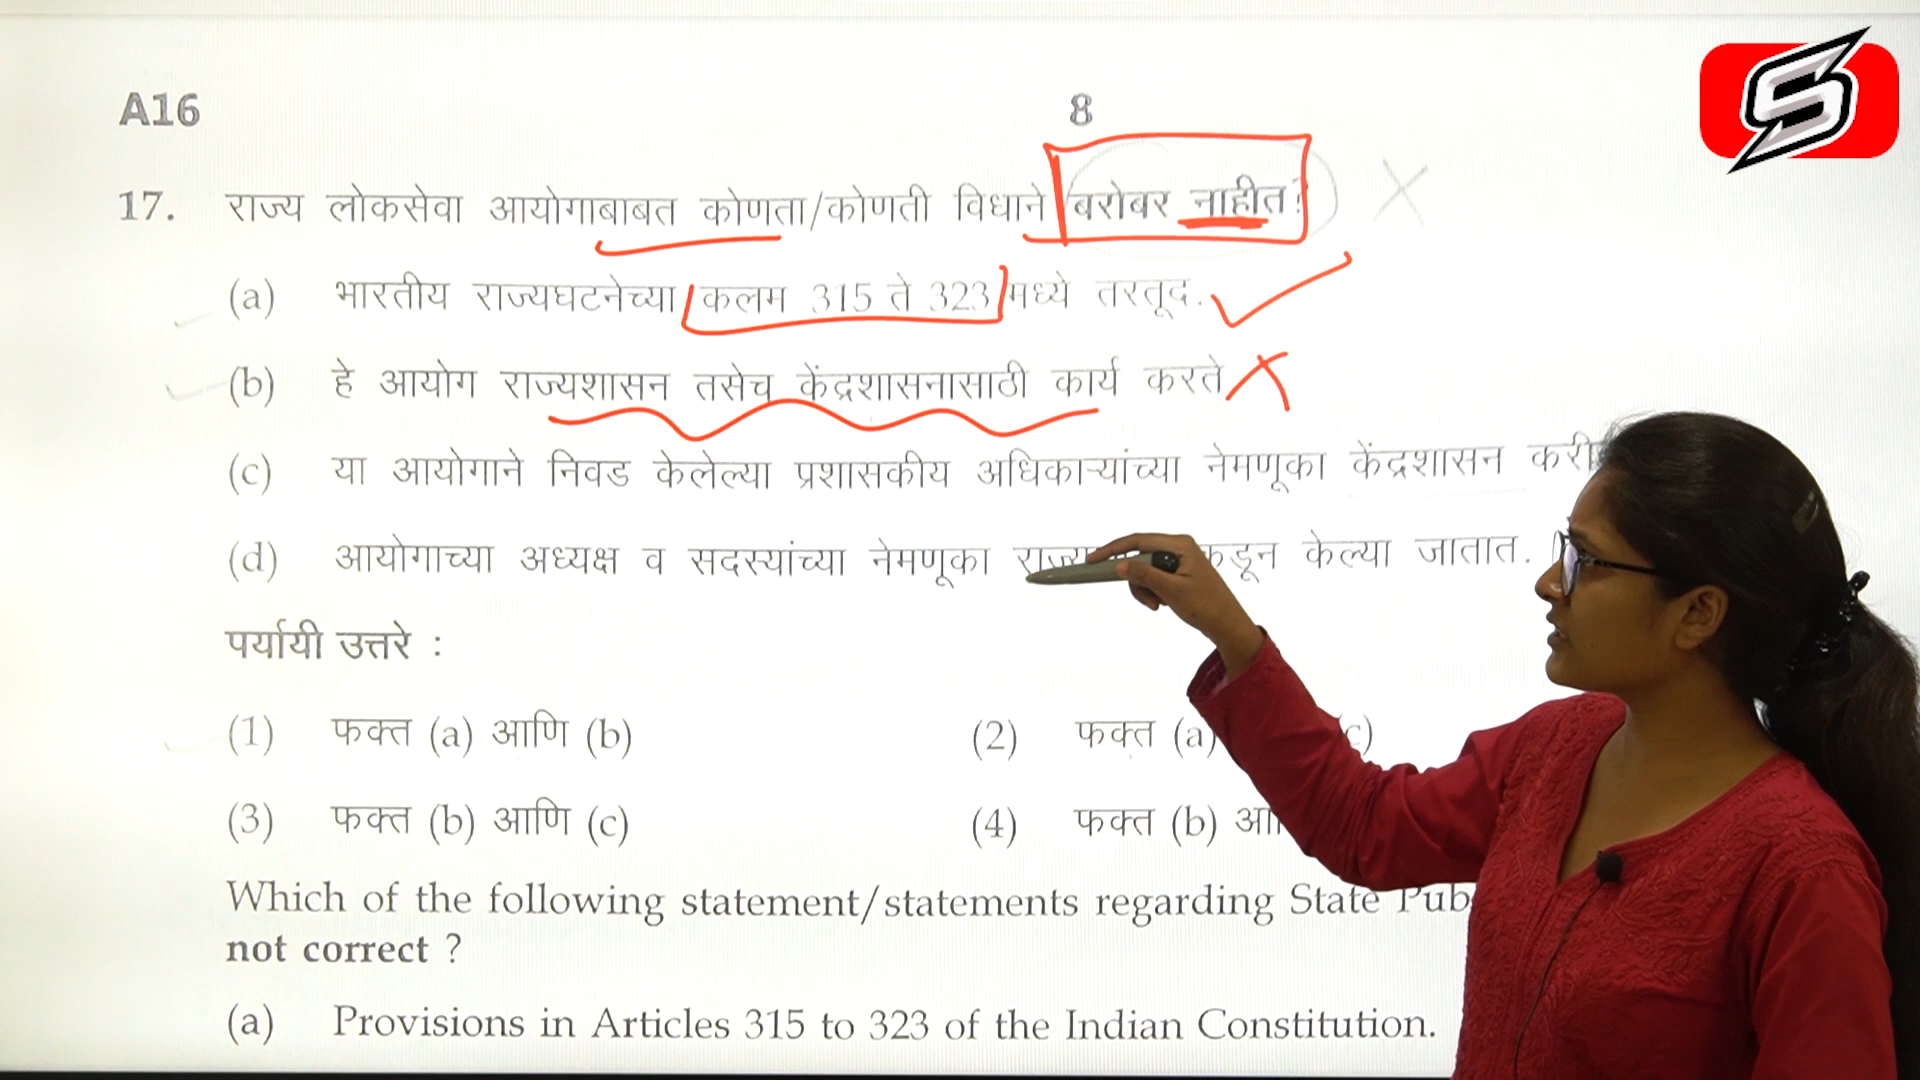 A16 8
17. राज्य लोकसेवा आयोगाबाबत कोणता/कोणती विधाने बरोबर नाहीत?
(a) भारतीय राज्यघटनेच्या कलम 315 ते 323 मध्ये तरतूद.
(b) हे आयोग राज्यशासन तसेच केंद्रशासनासाठी कार्य करते
(c) या आयोगाने निवड केलेल्या प्रशासकीय अधिकाऱ्यांच्या नेमणूका केंद्रशासन
(d) आयोगाच्या अध्यक्ष व सदस्यांच्या नेमणूका केल्या जातात.
पर्यायी उत्तरे :
(1) फक्त (a) आणि (b) (2) फक्त (a) (c)
(3) फक्त (b) आणि (c) (4) फक्त (b)
Which of the following statement/statements regarding State
not correct ?
(a) Provisions in Articles 315 to 323 of the Indian Constitution.